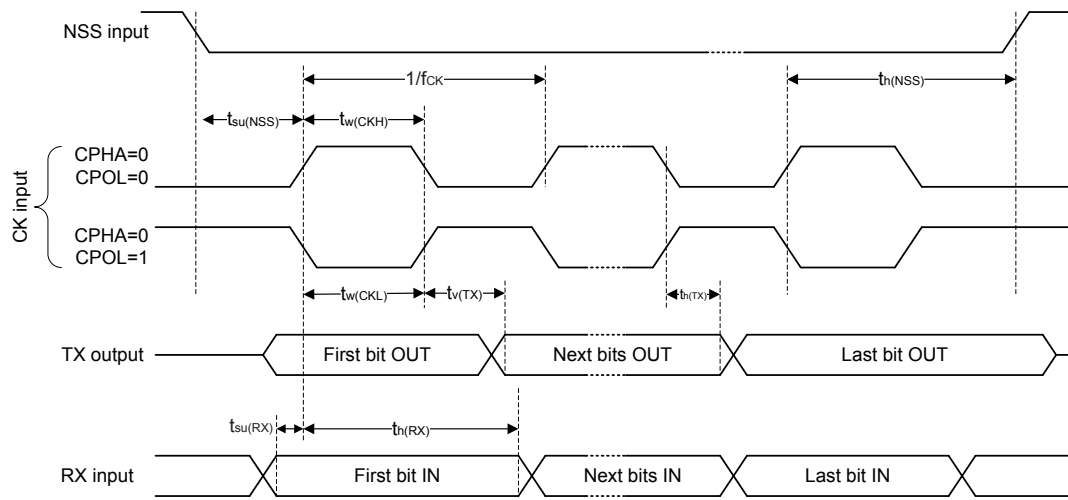 NSS input
1/fCK
th(NSS)
tsu(NSS)
tw(CKH)
CK input
CPHA=0
CPOL=0
CPHA=0
CPOL=1
tw(CKL)
tv(TX)
th(TX)
TX output
First bit OUT
Next bits OUT
Last bit OUT
tsu(RX)
th(RX)
RX input
First bit IN
Next bits IN
Last bit IN